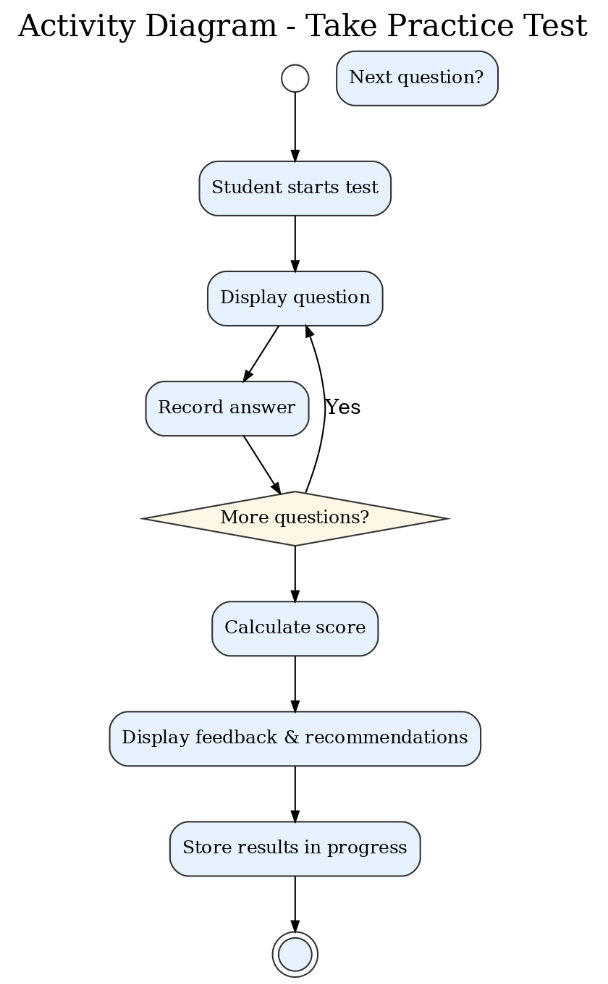 Activity Diagram - Take Practice Test
Next question?
Student starts test
Display question
Record answer
Yes
More questions?
Calculate score
Display feedback & recommendations
Store results in progress